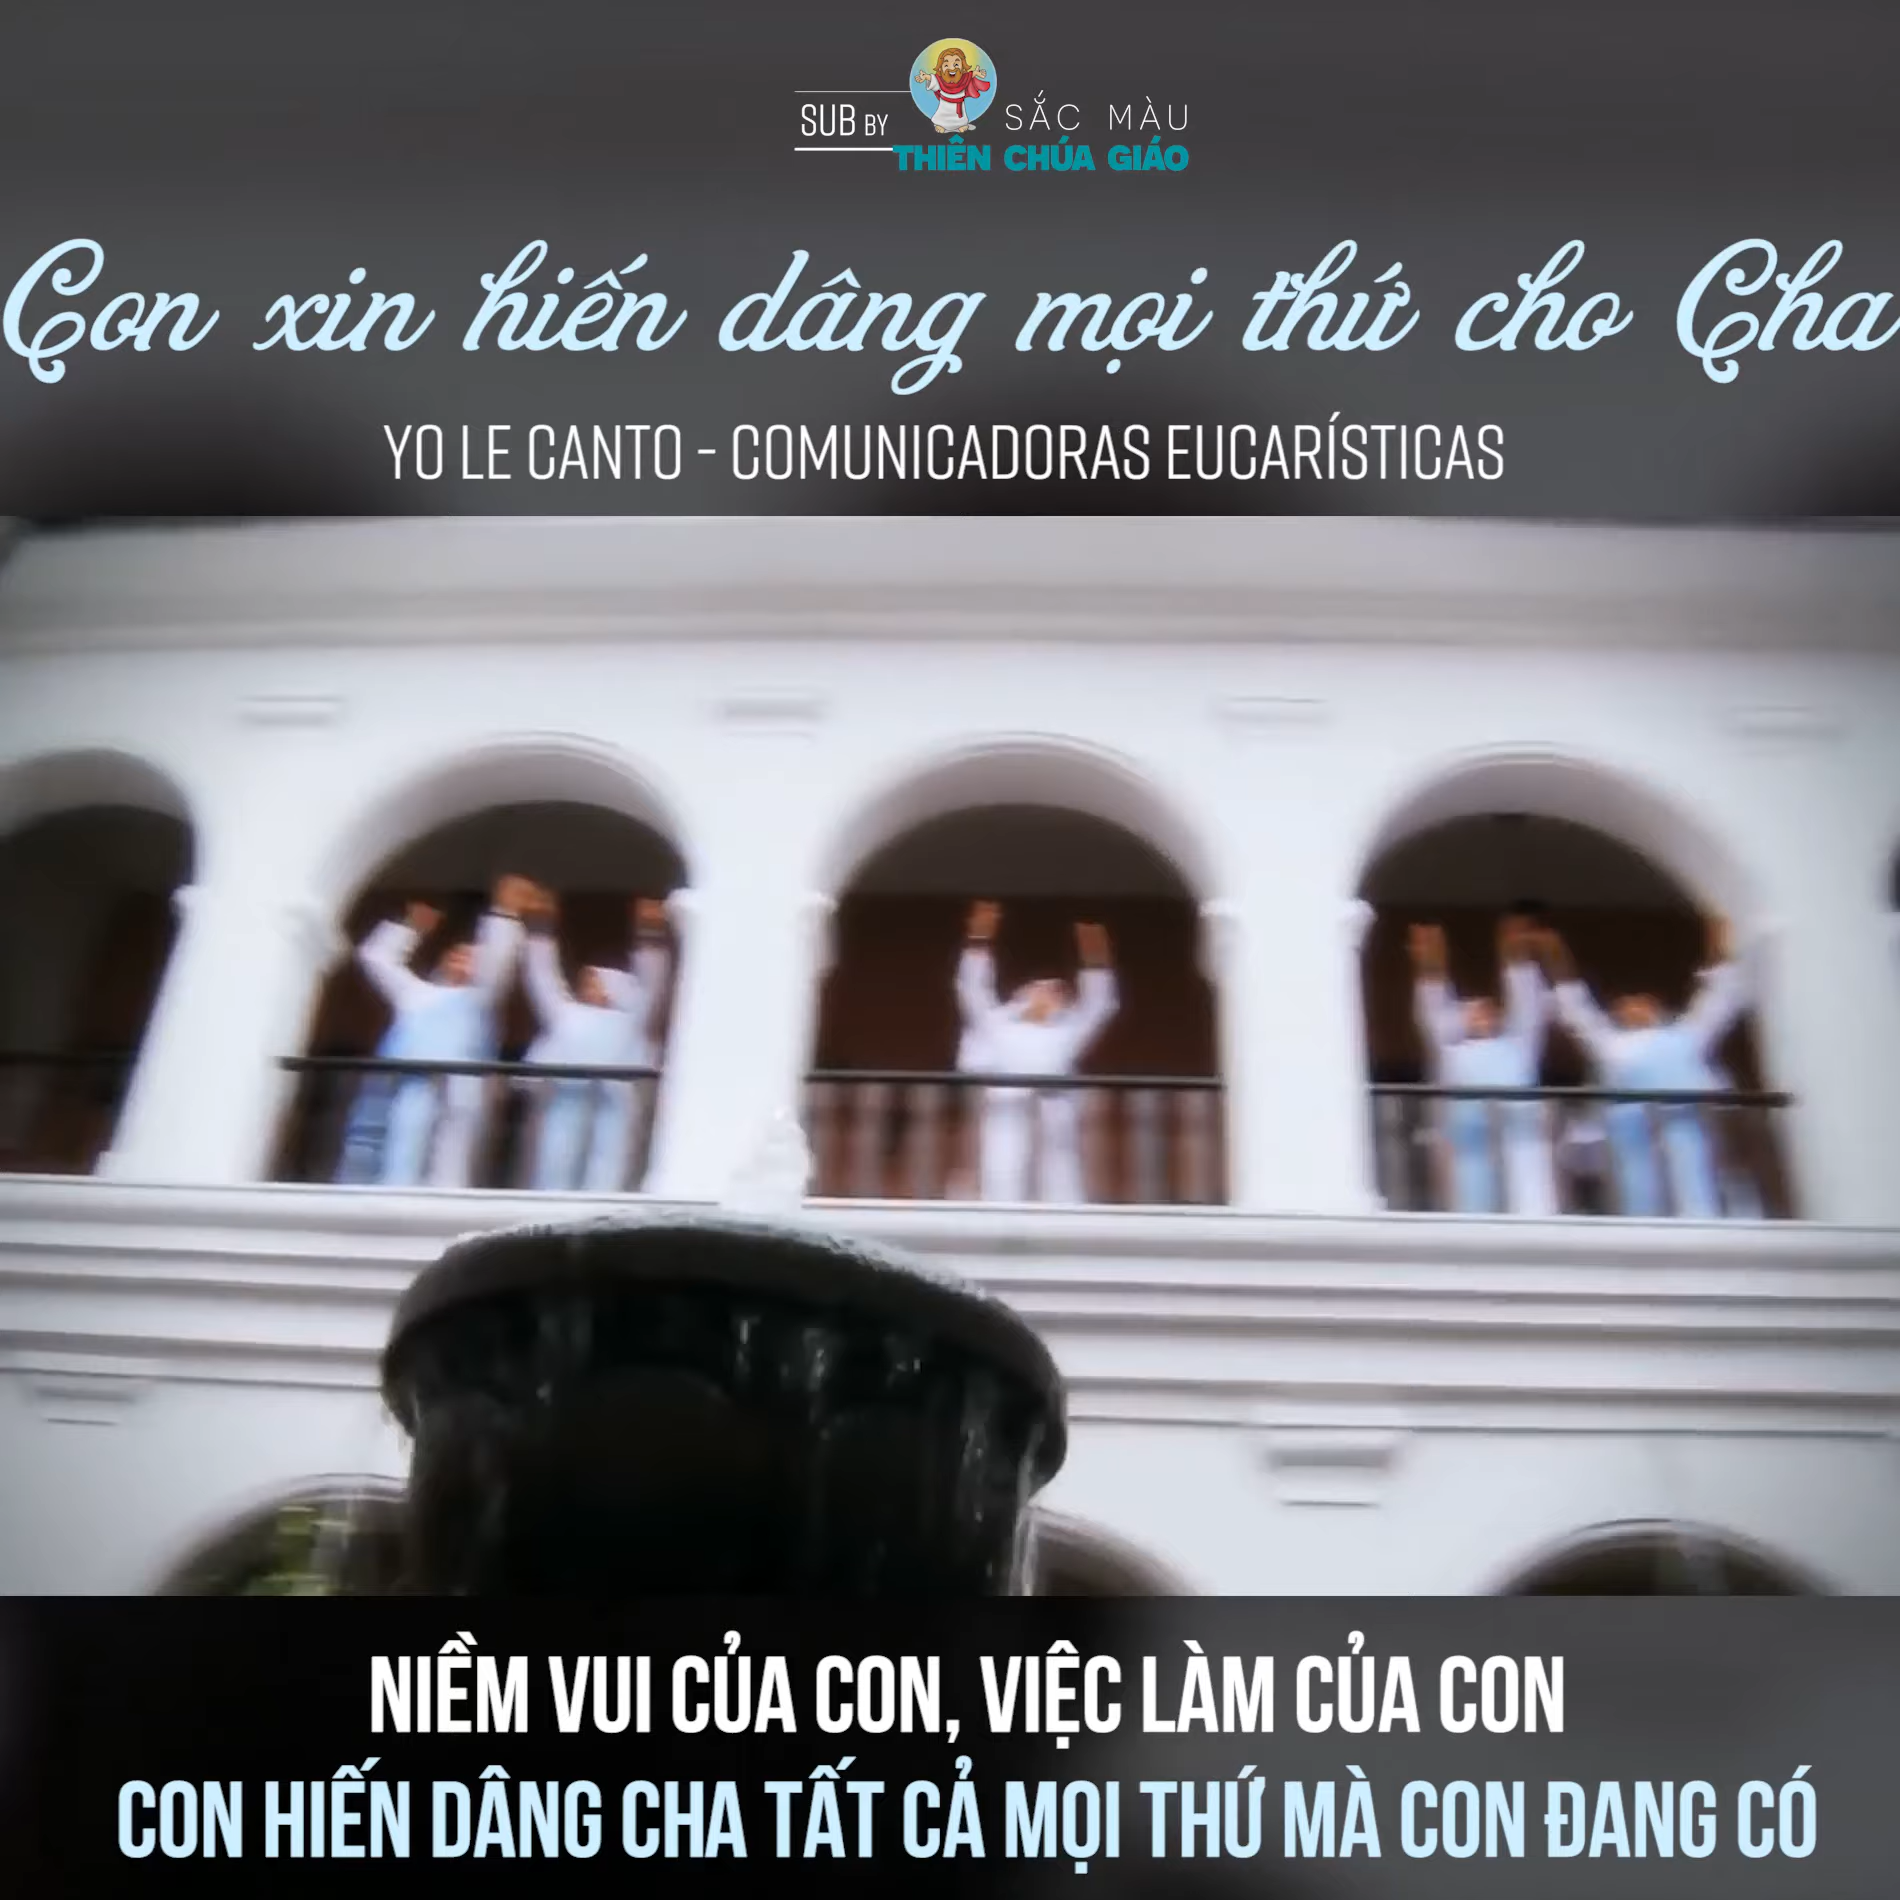 SUB BY SẮC MÀU
THIÊN CHÚA GIÁO
Con xin hiến dâng mọi thứ cho Cha
YO LE CANTO - COMUNICADORAS EUCARÍSTICAS
NIỀM VUI CỦA CON, VIỆC LÀM CỦA CON
CON HIẾN DÂNG CHA TẤT CẢ MỌI THỨ MÀ CON ĐANG CÓ